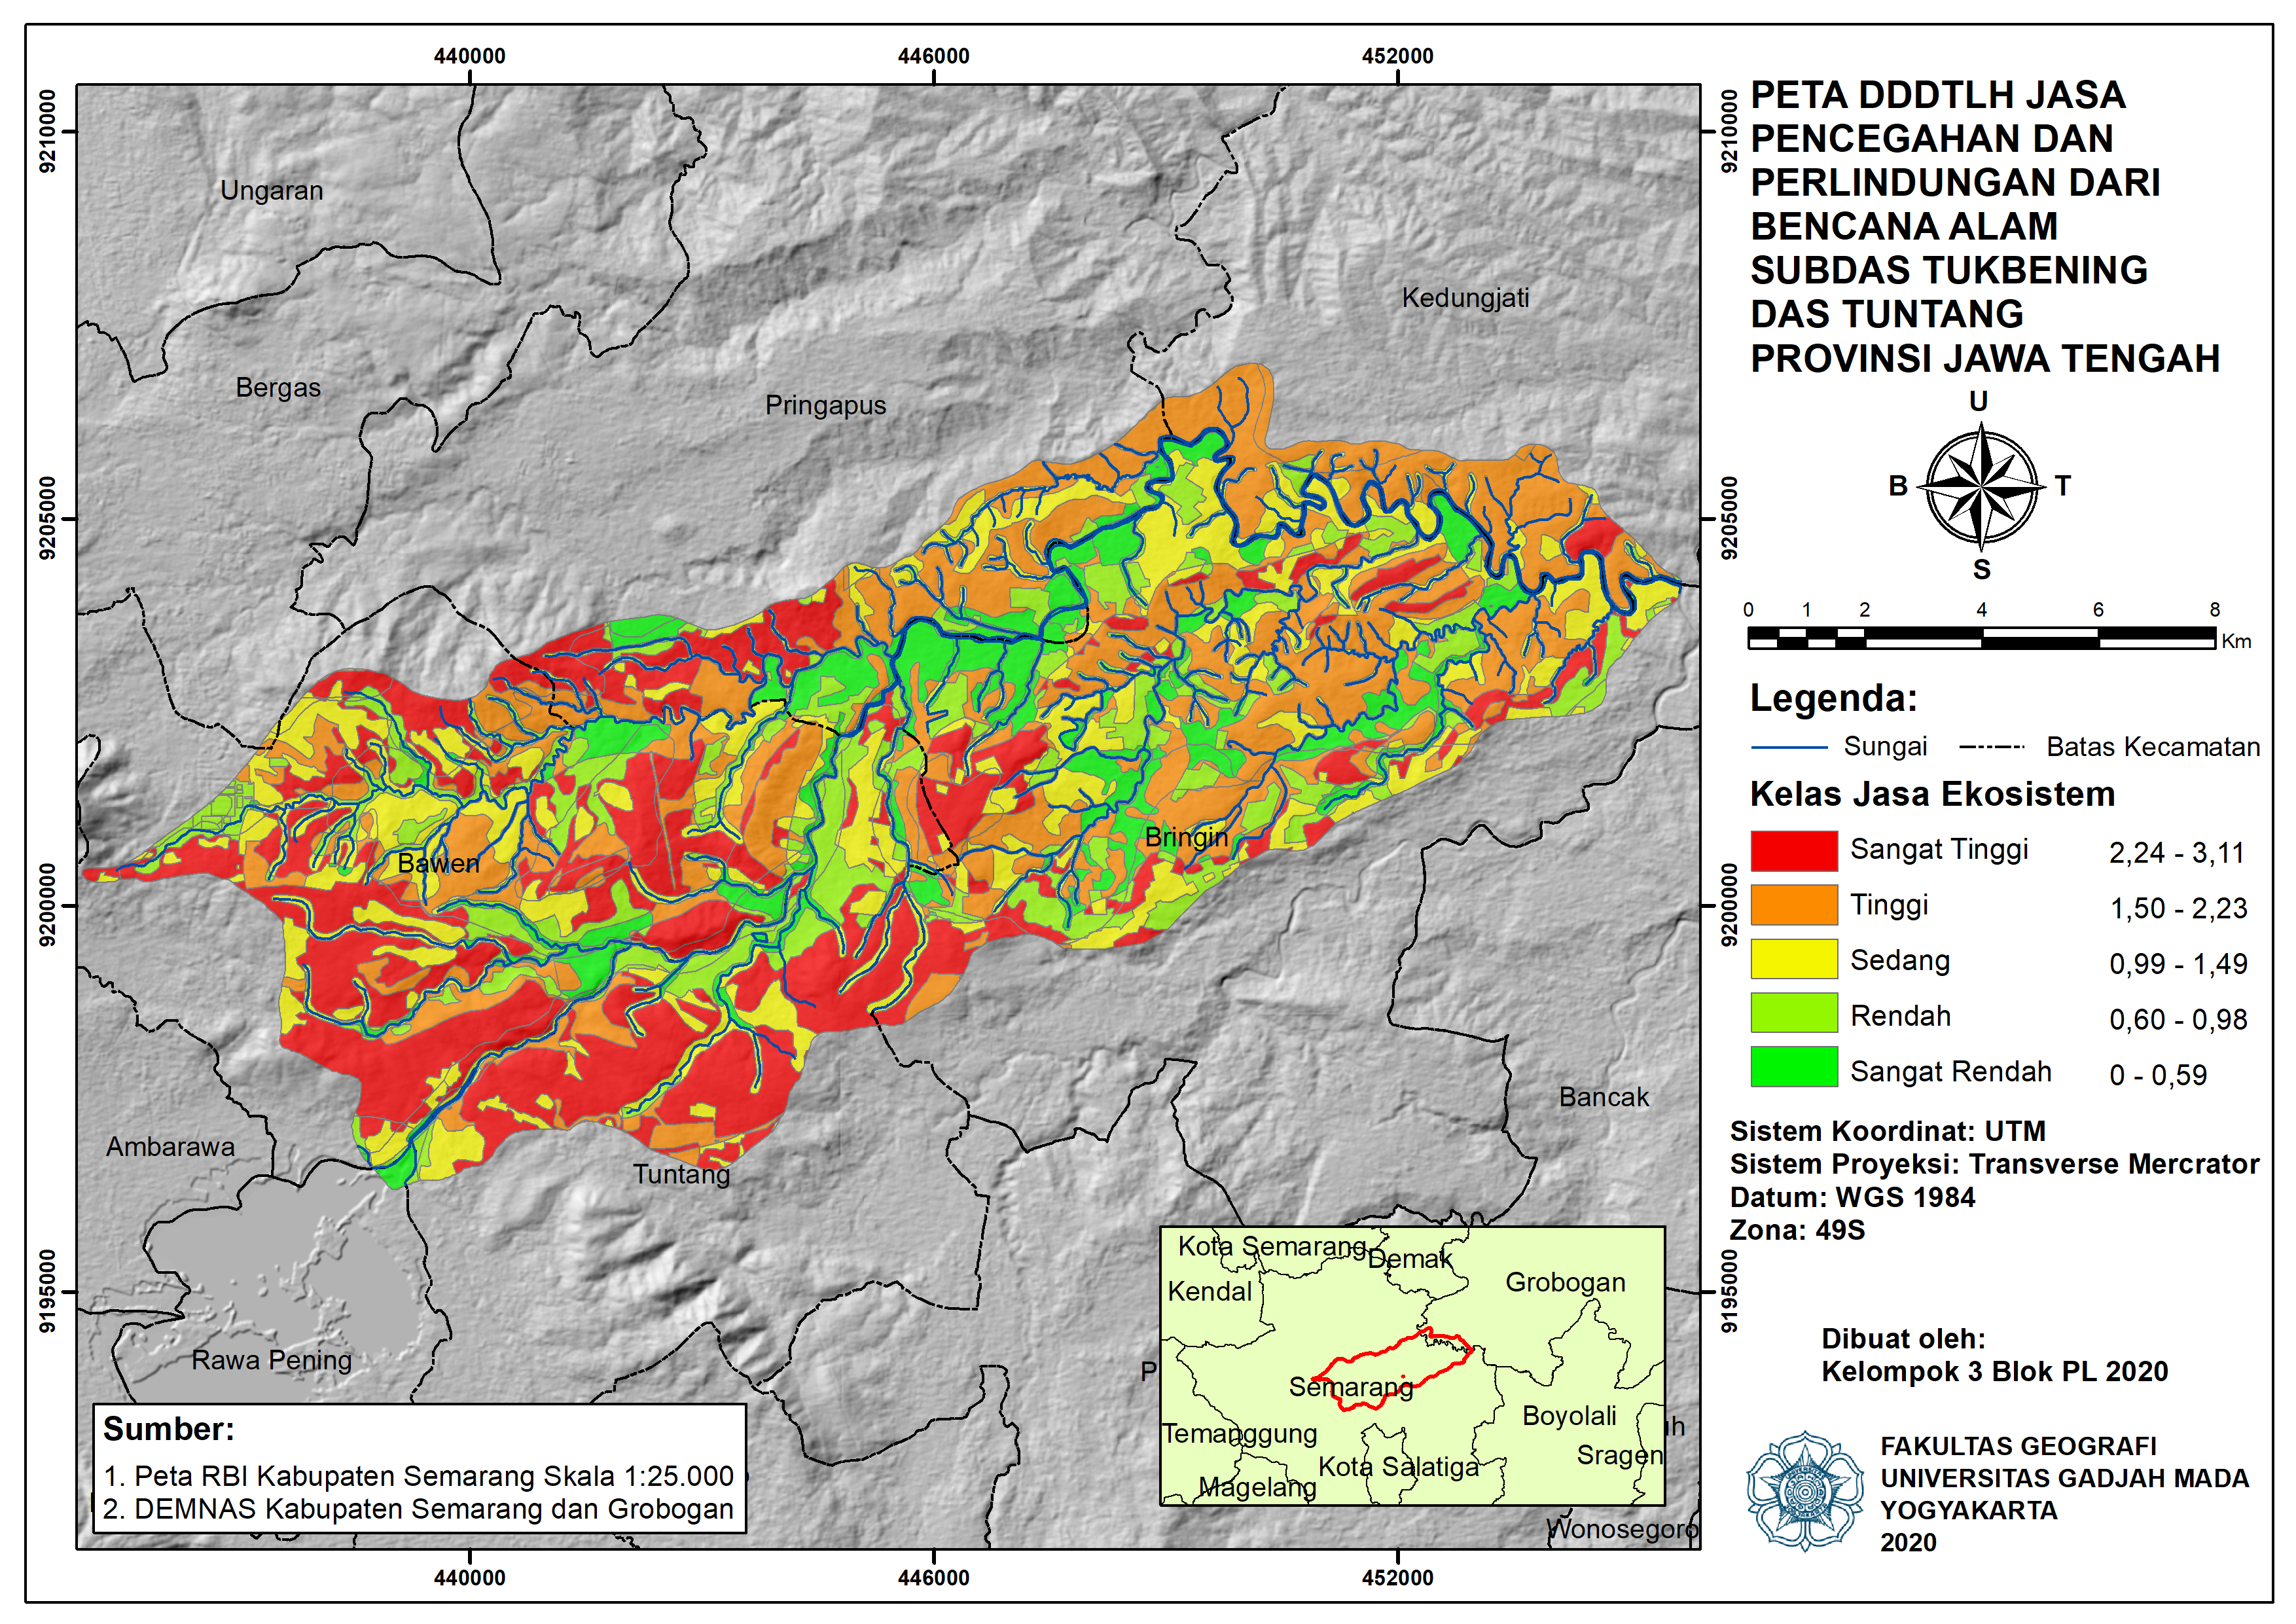 PETA DDDTLH JASA
PENCEGAHAN DAN
PERLINDUNGAN DARI
BENCANA ALAM
SUBDAS TUKBENING
DAS TUNTANG
PROVINSI JAWA TENGAH
U
B
T
S
0 1 2 4 6 8
Km
Legenda:
Sungai
Batas Kecamatan
Kelas Jasa Ekosistem
Sangat Tinggi 2,24 - 3,11
Tinggi 1,50 - 2,23
Sedang 0,99 - 1,49
Rendah 0,60 - 0,98
Sangat Rendah 0 - 0,59
Sistem Koordinat: UTM
Sistem Proyeksi: Transverse Mercrator
Datum: WGS 1984
Zona: 49S
Dibuat oleh:
Kelompok 3 Blok PL 2020
FAKULTAS GEOGRAFI
UNIVERSITAS GADJAH MADA
YOGYAKARTA
2020
440000 446000 452000
9210000
9205000
9200000
9195000
9210000
9205000
9200000
9195000
440000 446000 452000
Ungaran
Kedungjati
Bergas
Pringapus
Bringin
Bawen
Bancak
Ambarawa
Tuntang
Rawa Pening
Wonosegoro
Kota Semarang
Demak
Grobogan
Kendal
Semarang
Boyolali
Temanggung
Sragen
Kota Salatiga
Magelang
Sumber:
1. Peta RBI Kabupaten Semarang Skala 1:25.000
2. DEMNAS Kabupaten Semarang dan Grobogan